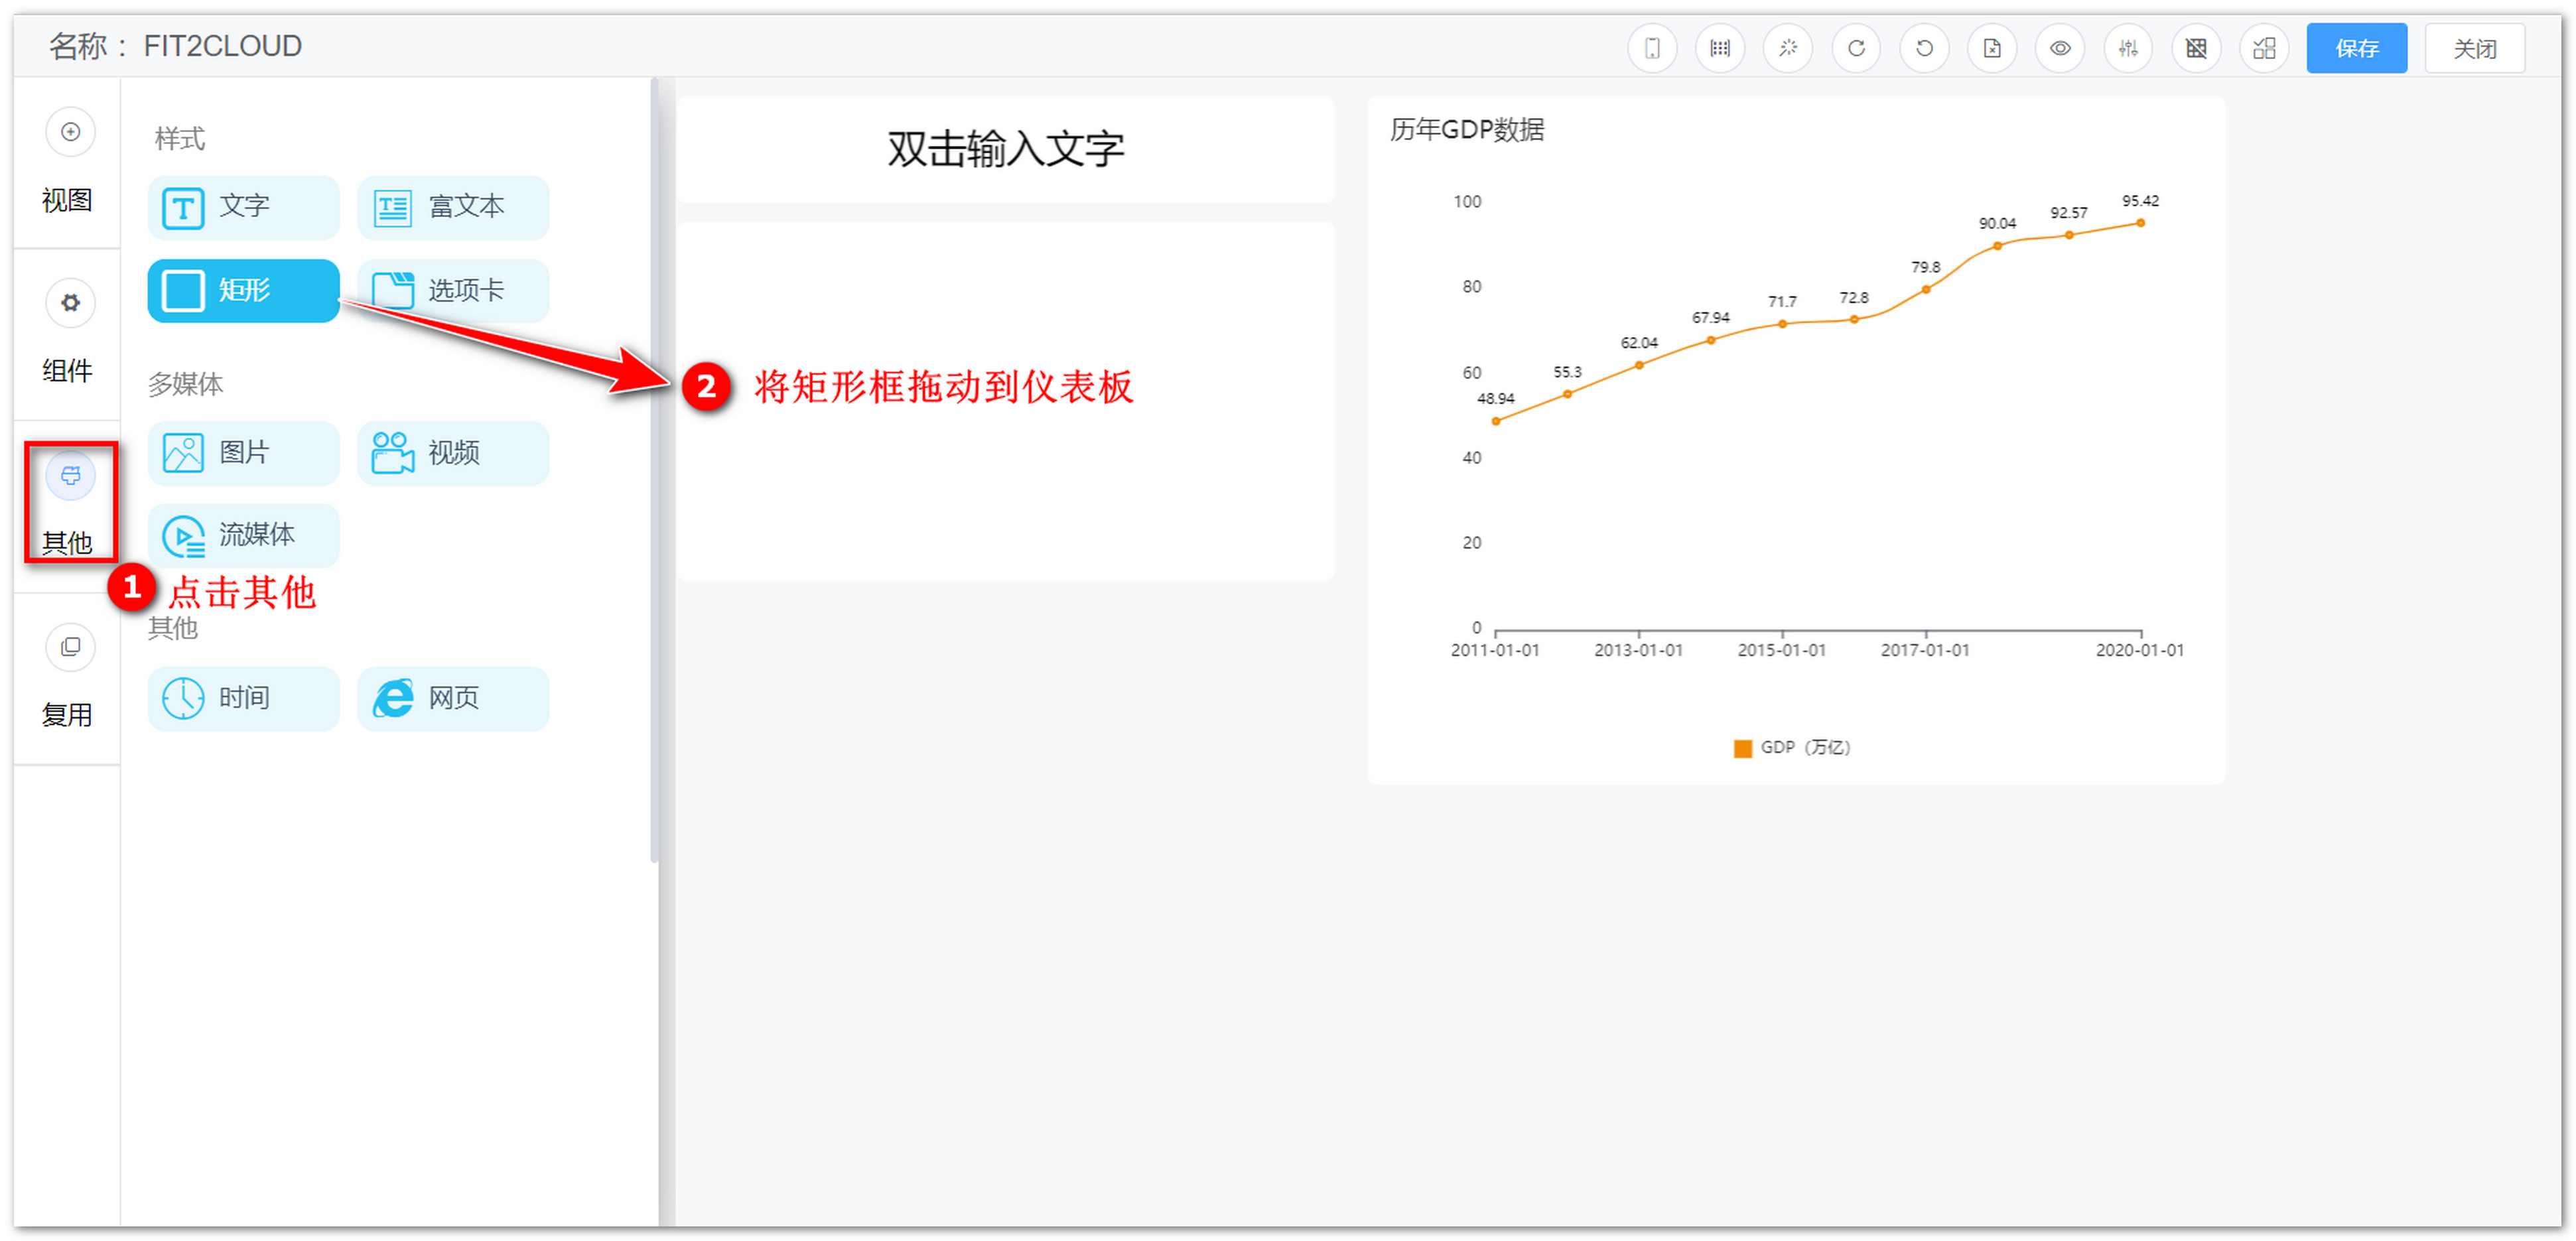 名称： FIT2CLOUD
保存
关闭
视图
组件
其他
复用
样式
文字
富文本
矩形
选项卡
多媒体
图片
视频
流媒体
1 点击其他
其他
时间
网页
双击输入文字
2 将矩形框拖动到仪表板
历年GDP数据
100
80
60
40
20
0
48.94
55.3
62.04
67.94
71.7
72.8
79.8
90.04
92.57
95.42
2011-01-01
2013-01-01
2015-01-01
2017-01-01
2020-01-01
GDP（万亿）